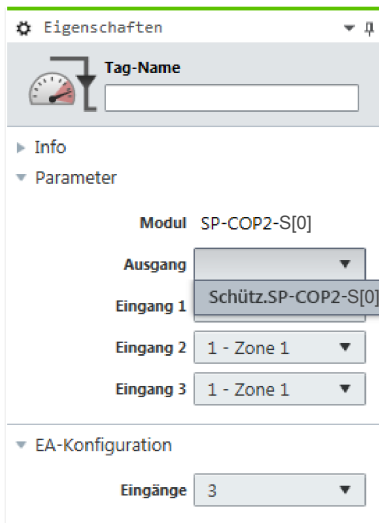 Eigenschaften
Tag-Name
Info
Parameter
Modul SP-COP2-S[0]
Ausgang
Schütz.SP-COP2-S[0]
Eingang 1
Eingang 2 1 - Zone 1
Eingang 3 1 - Zone 1
EA-Konfiguration
Eingänge 3